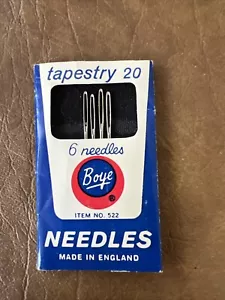 tapestry 20
6 needles
Boye
®
ITEM NO. 522
NEEDLES
MADE IN ENGLAND